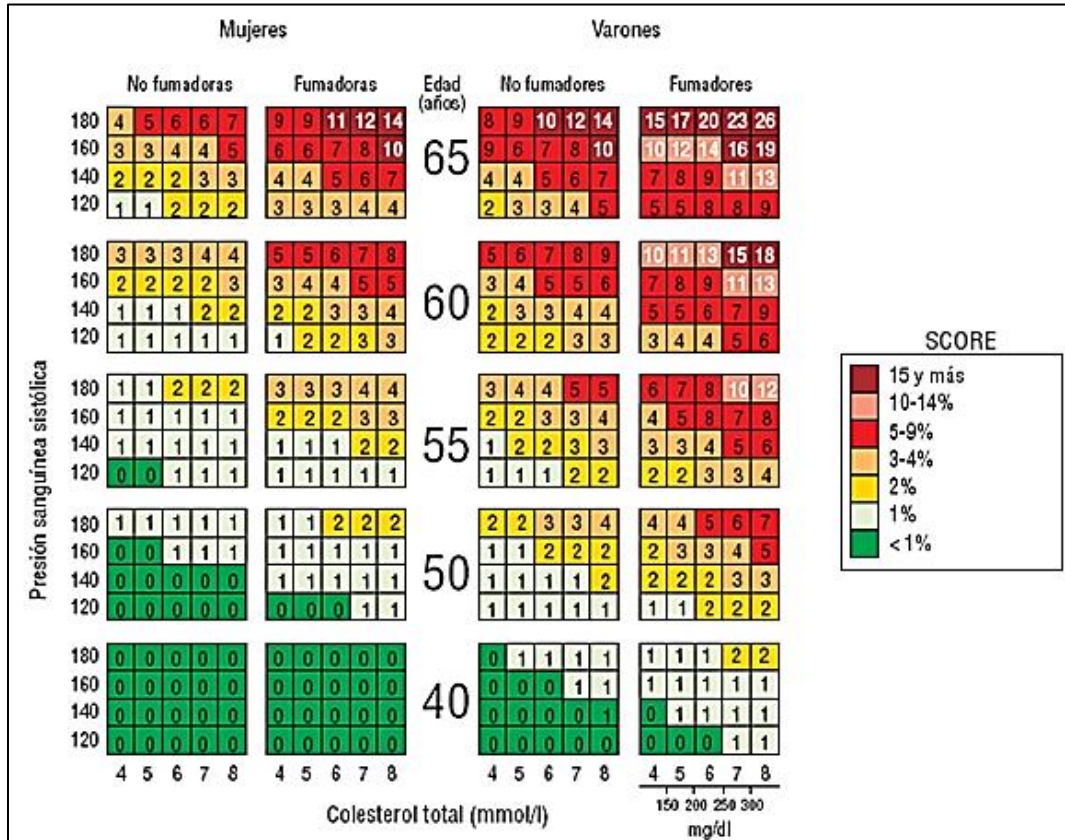 Mujeres Varones
No fumadoras Fumadoras Edad (años) No fumadores Fumadores
180 4 5 6 6 7 9 9 11 12 14 8 9 10 12 14 15 17 20 23 26
160 3 3 4 4 5 6 6 7 8 10 65 9 6 7 8 10 10 12 14 16 19
140 2 2 2 3 3 4 4 5 6 7 4 4 5 6 7 7 8 9 11 13
120 1 1 2 2 2 3 3 3 4 4 2 3 3 4 5 5 5 8 8 9
180 3 3 3 4 4 5 5 6 7 8 5 6 7 8 9 10 11 13 15 18
160 2 2 2 2 3 3 4 4 5 5 60 3 4 5 5 6 7 8 9 11 13
140 1 1 1 2 2 2 2 3 3 4 2 3 3 4 4 5 5 6 7 9
120 1 1 1 1 1 1 2 2 3 3 2 2 2 3 3 3 4 4 5 6
180 1 1 2 2 2 3 3 3 4 4 3 4 4 5 5 6 7 8 10 12
160 1 1 1 1 1 2 2 2 3 3 55 2 2 3 3 4 4 5 8 7 8
140 1 1 1 1 1 1 1 1 2 2 1 2 2 3 3 3 3 4 5 6
120 0 0 1 1 1 1 1 1 1 1 1 1 1 2 2 2 2 3 3 4
180 1 1 1 1 1 1 1 2 2 2 2 2 3 3 4 4 4 5 6 7
160 0 0 1 1 1 1 1 1 1 1 50 1 1 2 2 2 2 3 3 4 5
140 0 0 0 0 0 1 1 1 1 1 1 1 1 1 2 2 2 2 3 3
120 0 0 0 0 0 0 0 0 1 1 1 1 1 1 1 1 1 2 2 2
180 0 0 0 0 0 0 0 0 0 0 0 1 1 1 1 1 1 1 2 2
160 0 0 0 0 0 0 0 0 0 0 40 0 0 0 1 1 1 1 1 1 1
140 0 0 0 0 0 0 0 0 0 0 0 0 0 0 1 0 1 1 1 1
120 0 0 0 0 0 0 0 0 0 0 0 0 0 0 0 0 0 0 1 1
4 5 6 7 8 4 5 6 7 8 4 5 6 7 8 4 5 6 7 8
150 200 250 300
mg/dl
Colesterol total (mmol/l)
Presión sanguínea sistólica
SCORE
15 y más
10-14%
5-9%
3-4%
2%
1%
< 1%